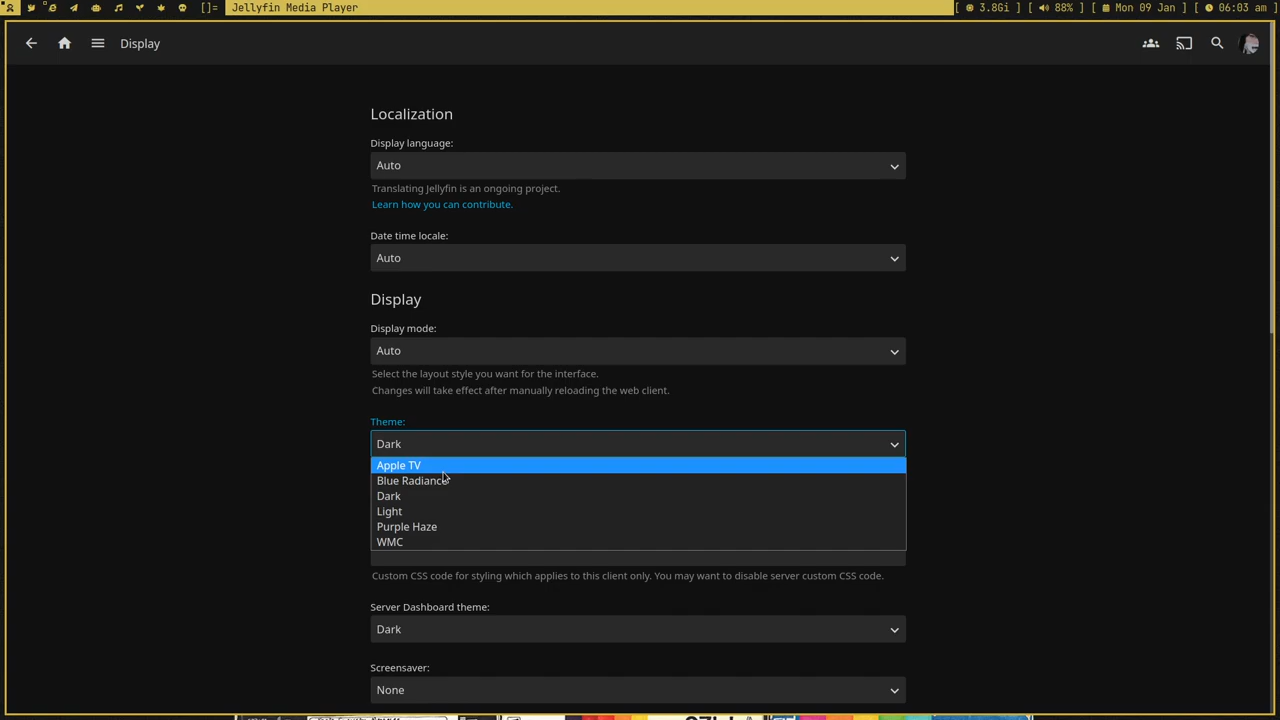 []= Jellyfin Media Player [ 3.8Gi ] [ 88% ] [ Mon 09 Jan ] [ 06:03 am ]
Display
Localization
Display language:
Auto
Translating Jellyfin is an ongoing project.
Learn how you can contribute.
Date time locale:
Auto
Display
Display mode:
Auto
Select the layout style you want for the interface.
Changes will take effect after manually reloading the web client.
Theme:
Dark
Apple TV
Blue Radiance
Dark
Light
Purple Haze
WMC
Custom CSS code for styling which applies to this client only. You may want to disable server custom CSS code.
Server Dashboard theme:
Dark
Screensaver:
None